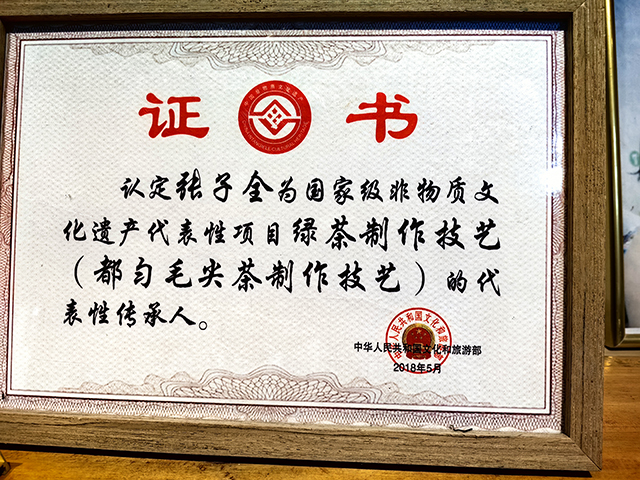 证 书
认定张子全为国家级非物质文
化遗产代表性项目绿茶制作技艺
（都匀毛尖茶制作技艺）的代
表性传承人。
中华人民共和国文化和旅游部
2018年5月